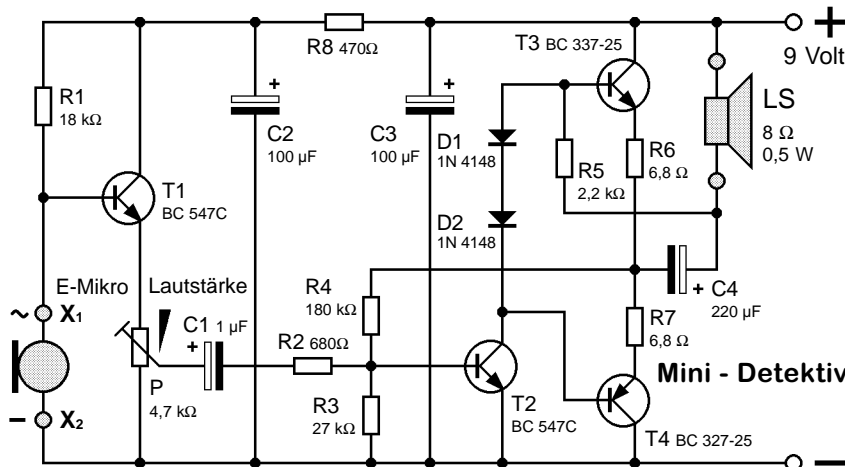 T3 BC 337-25
R8 470Ω
9 Volt
+
R1
18 kΩ
C2
100 µF
+
C3
100 µF
+
D1
1N 4148
R5
2,2 kΩ
R6
6,8 Ω
LS
8 Ω
0,5 W
T1
BC 547C
D2
1N 4148
E-Mikro
Lautstärke
~ X1
C1 1 µF
+
R4
180 kΩ
R2 680Ω
+ C4
220 µF
R7
6,8 Ω
Mini - Detektiv
P
4,7 kΩ
– X2
R3
27 kΩ
T2
BC 547C
T4 BC 327-25
–